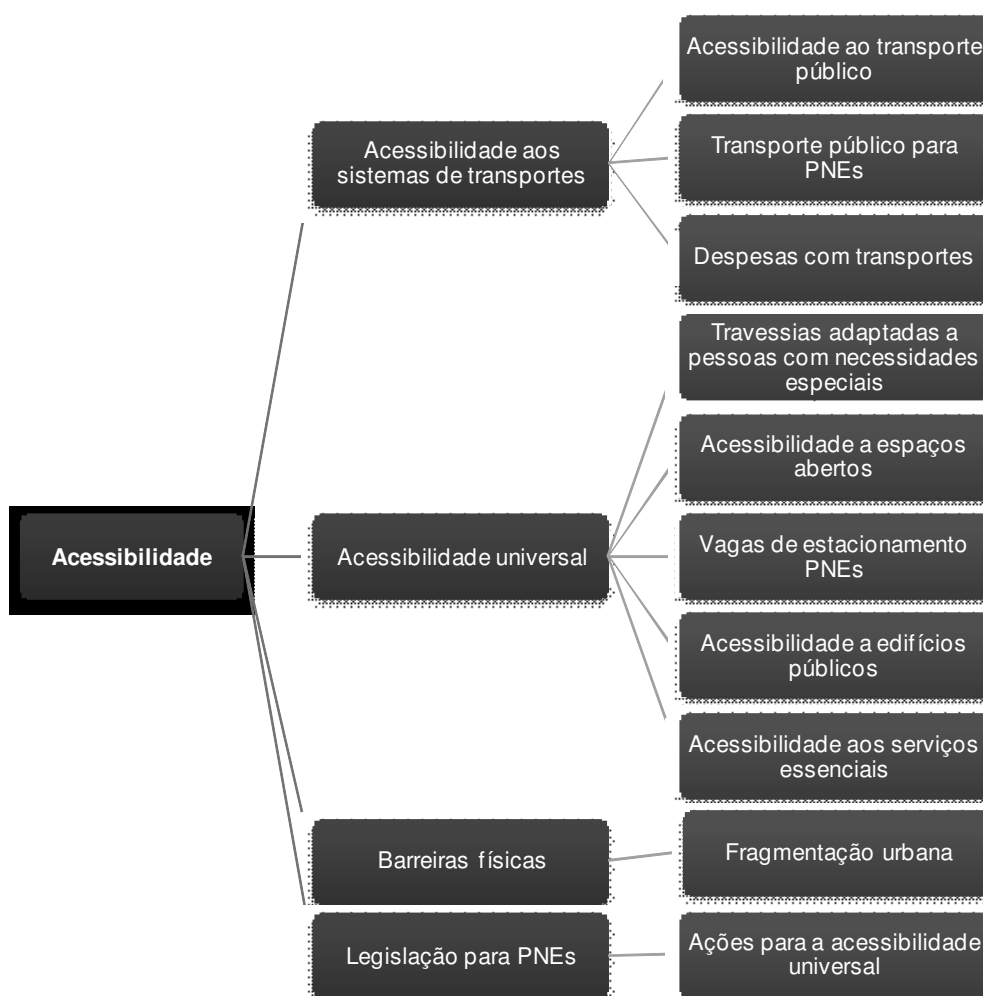 Acessibilidade
Acessibilidade aos
sistemas de transportes
Acessibilidade ao transporte
público
Transporte público para
PNEs
Despesas com transportes
Acessibilidade universal
Travessias adaptadas a
pessoas com necessidades
especiais
Acessibilidade a espaços
abertos
Vagas de estacionamento
PNEs
Acessibilidade a edifícios
públicos
Acessibilidade aos serviços
essenciais
Barreiras físicas
Fragmentação urbana
Legislação para PNEs
Ações para a acessibilidade
universal